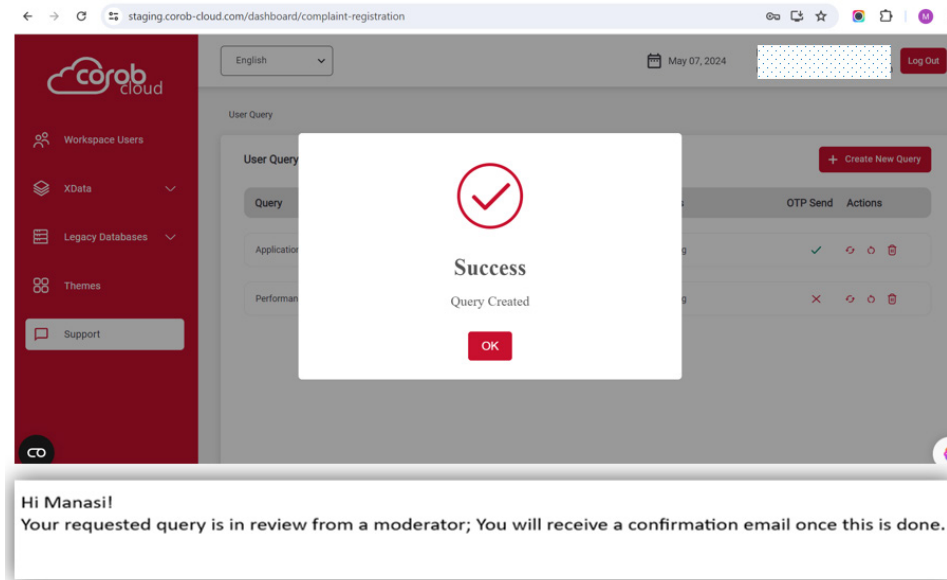 staging.corob-cloud.com/dashboard/complaint-registration
M
corob
cloud
English
May 07, 2024
Log Out
User Query
Workspace Users
User Query
+ Create New Query
XData
Query
OTP Send Actions
Legacy Databases
Application
Success
Themes
Query Created
Performan
Support
OK
Hi Manasi!
Your requested query is in review from a moderator; You will receive a confirmation email once this is done.